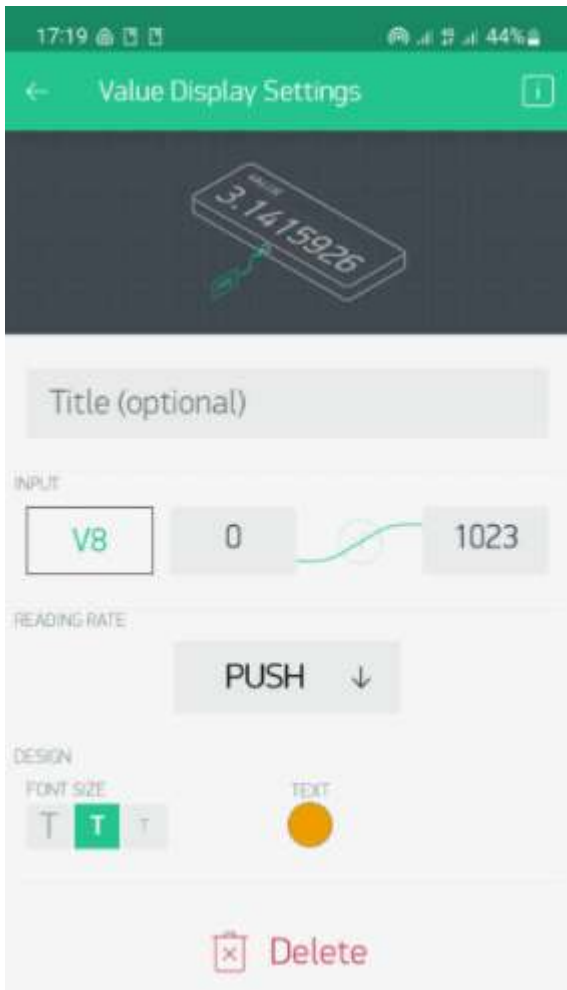 17:19 44%
Value Display Settings
VALUE
3.1415926
Title (optional)
INPUT
V8 0 1023
READING RATE
PUSH
DESIGN
FONT SIZE TEXT
T T T
Delete